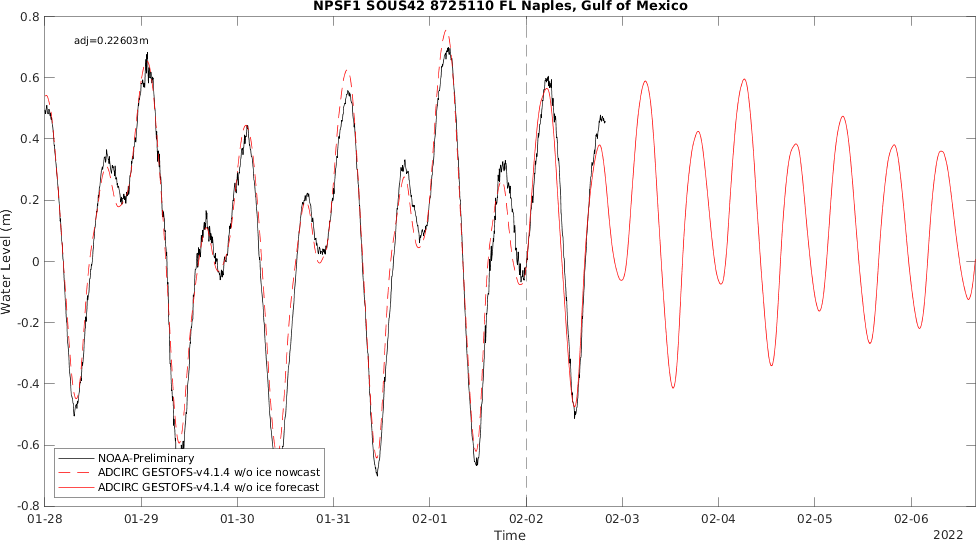 NPSF1 SOUS42 8725110 FL Naples, Gulf of Mexico
adj=0.22603m
0.8
0.6
0.4
0.2
0
-0.2
-0.4
-0.6
-0.8
Water Level (m)
NOAA-Preliminary
ADCIRC GESTOFS-v4.1.4 w/o ice nowcast
ADCIRC GESTOFS-v4.1.4 w/o ice forecast
01-28 01-29 01-30 01-31 02-01 02-02 02-03 02-04 02-05 02-06
Time
2022